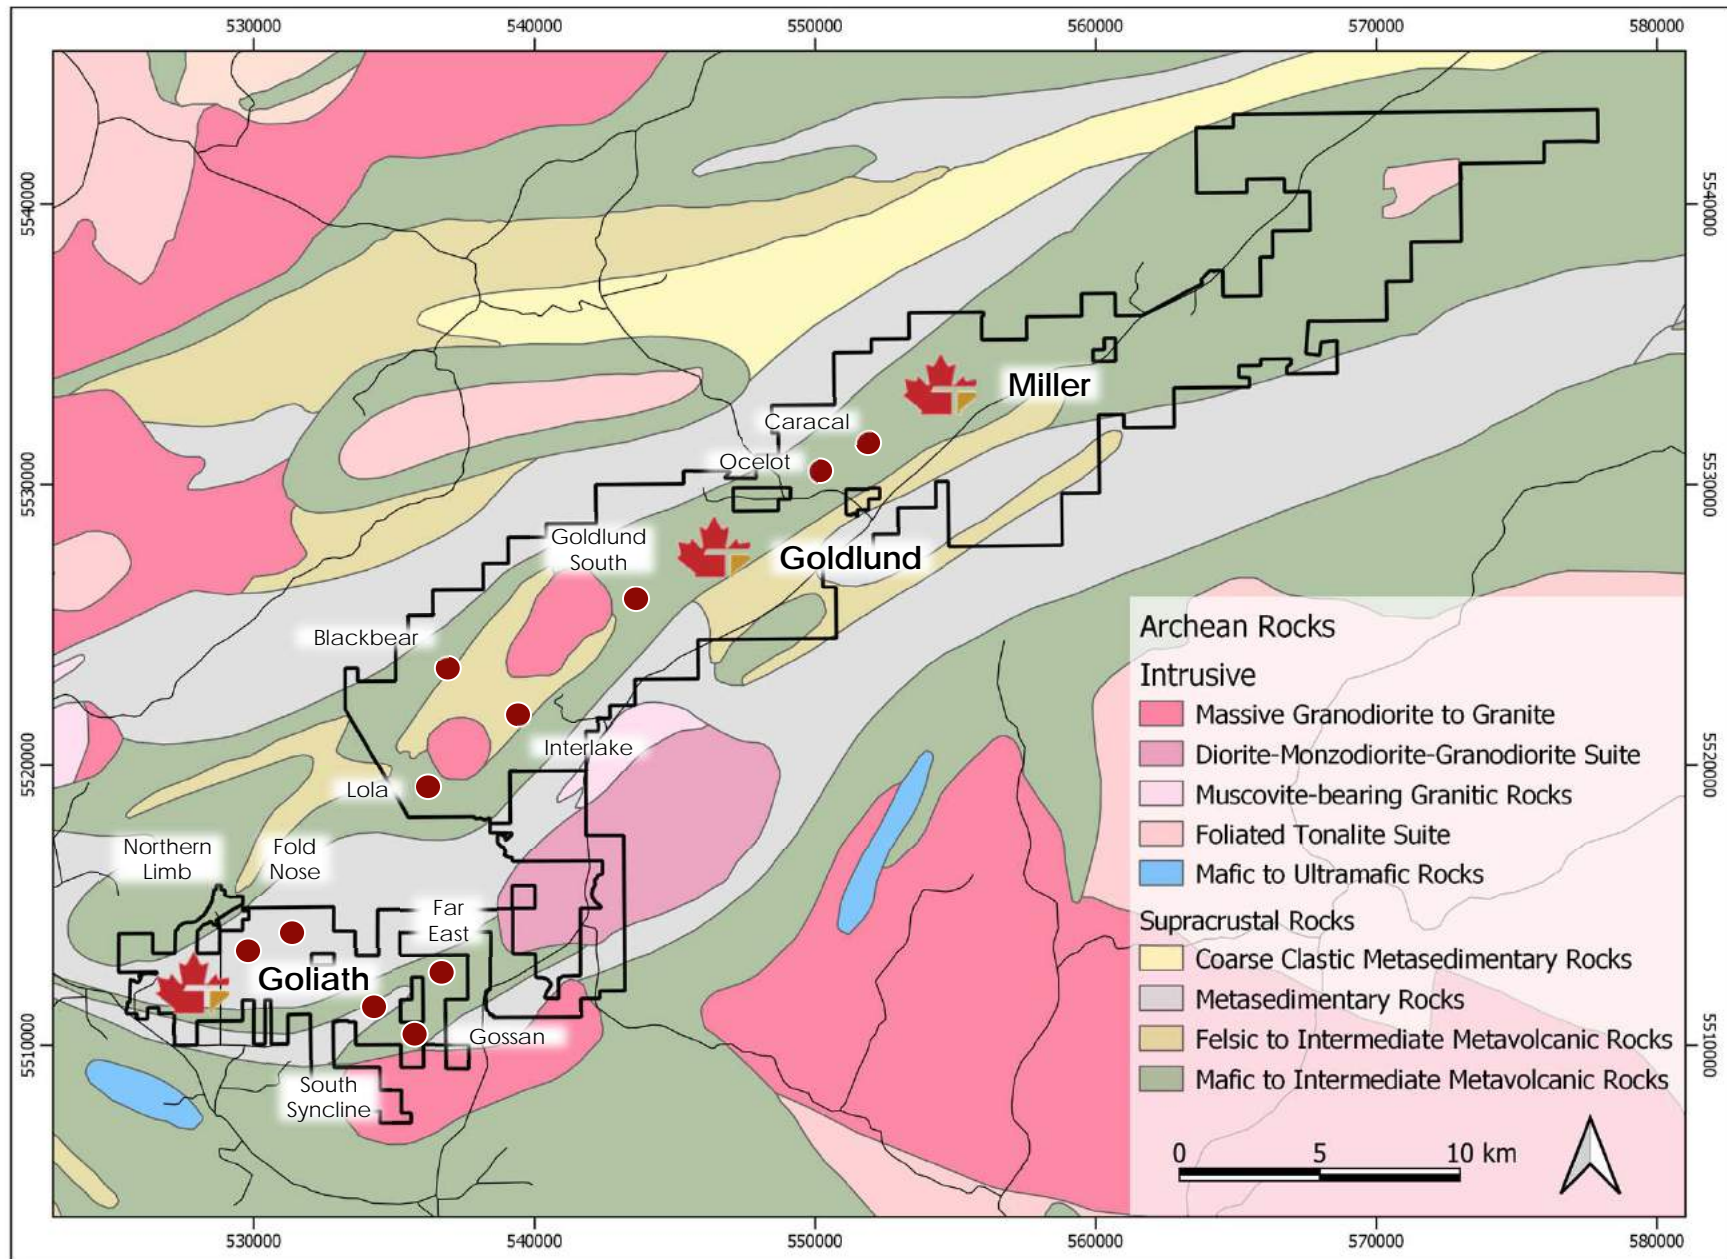 530000
540000
550000
560000
570000
580000
5540000
5540000
Miller
Caracal
Ocelot
5530000
5530000
Goldlund
South
Goldlund
Blackbear
Interlake
Lola
5520000
5520000
Northern
Limb
Fold
Nose
Far
East
Goliath
Gossan
South
Syncline
5510000
5510000
Archean Rocks
Intrusive
Massive Granodiorite to Granite
Diorite-Monzodiorite-Granodiorite Suite
Muscovite-bearing Granitic Rocks
Foliated Tonalite Suite
Mafic to Ultramafic Rocks
Supracrustal Rocks
Coarse Clastic Metasedimentary Rocks
Metasedimentary Rocks
Felsic to Intermediate Metavolcanic Rocks
Mafic to Intermediate Metavolcanic Rocks
0 5 10 km
530000
540000
550000
560000
570000
580000